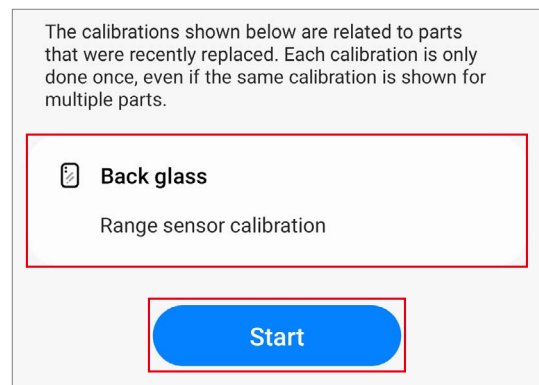 The calibrations shown below are related to parts
that were recently replaced. Each calibration is only
done once, even if the same calibration is shown for
multiple parts.
Back glass
Range sensor calibration
Start